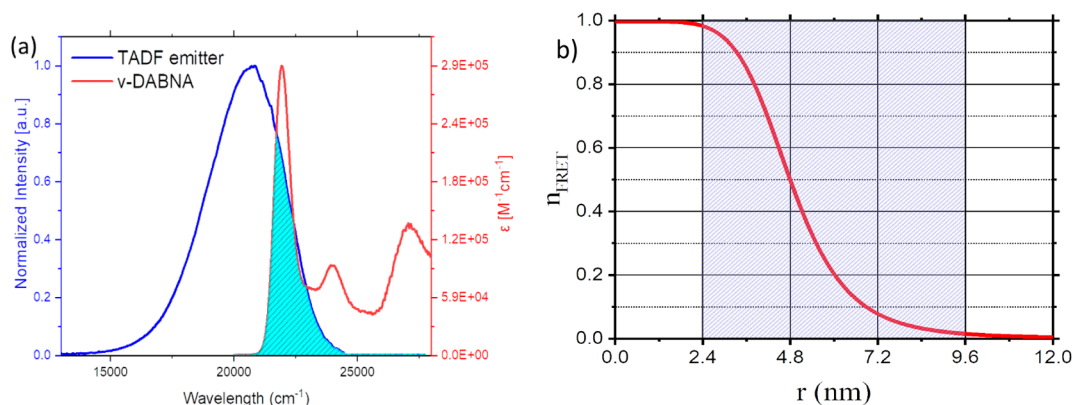 (a)
TADF emitter
v-DABNA
Normalized Intensity [a.u.]
1.0
0.8
0.6
0.4
0.2
0.0
2.9E+05
2.4E+05
1.8E+05
1.2E+05
5.9E+04
0.0E+00
ε [M⁻¹cm⁻¹]
15000 20000 25000
Wavelength (cm⁻¹)
b)
nFRET
1.0
0.8
0.6
0.4
0.2
0.0
0.0 2.4 4.8 7.2 9.6 12.0
r (nm)